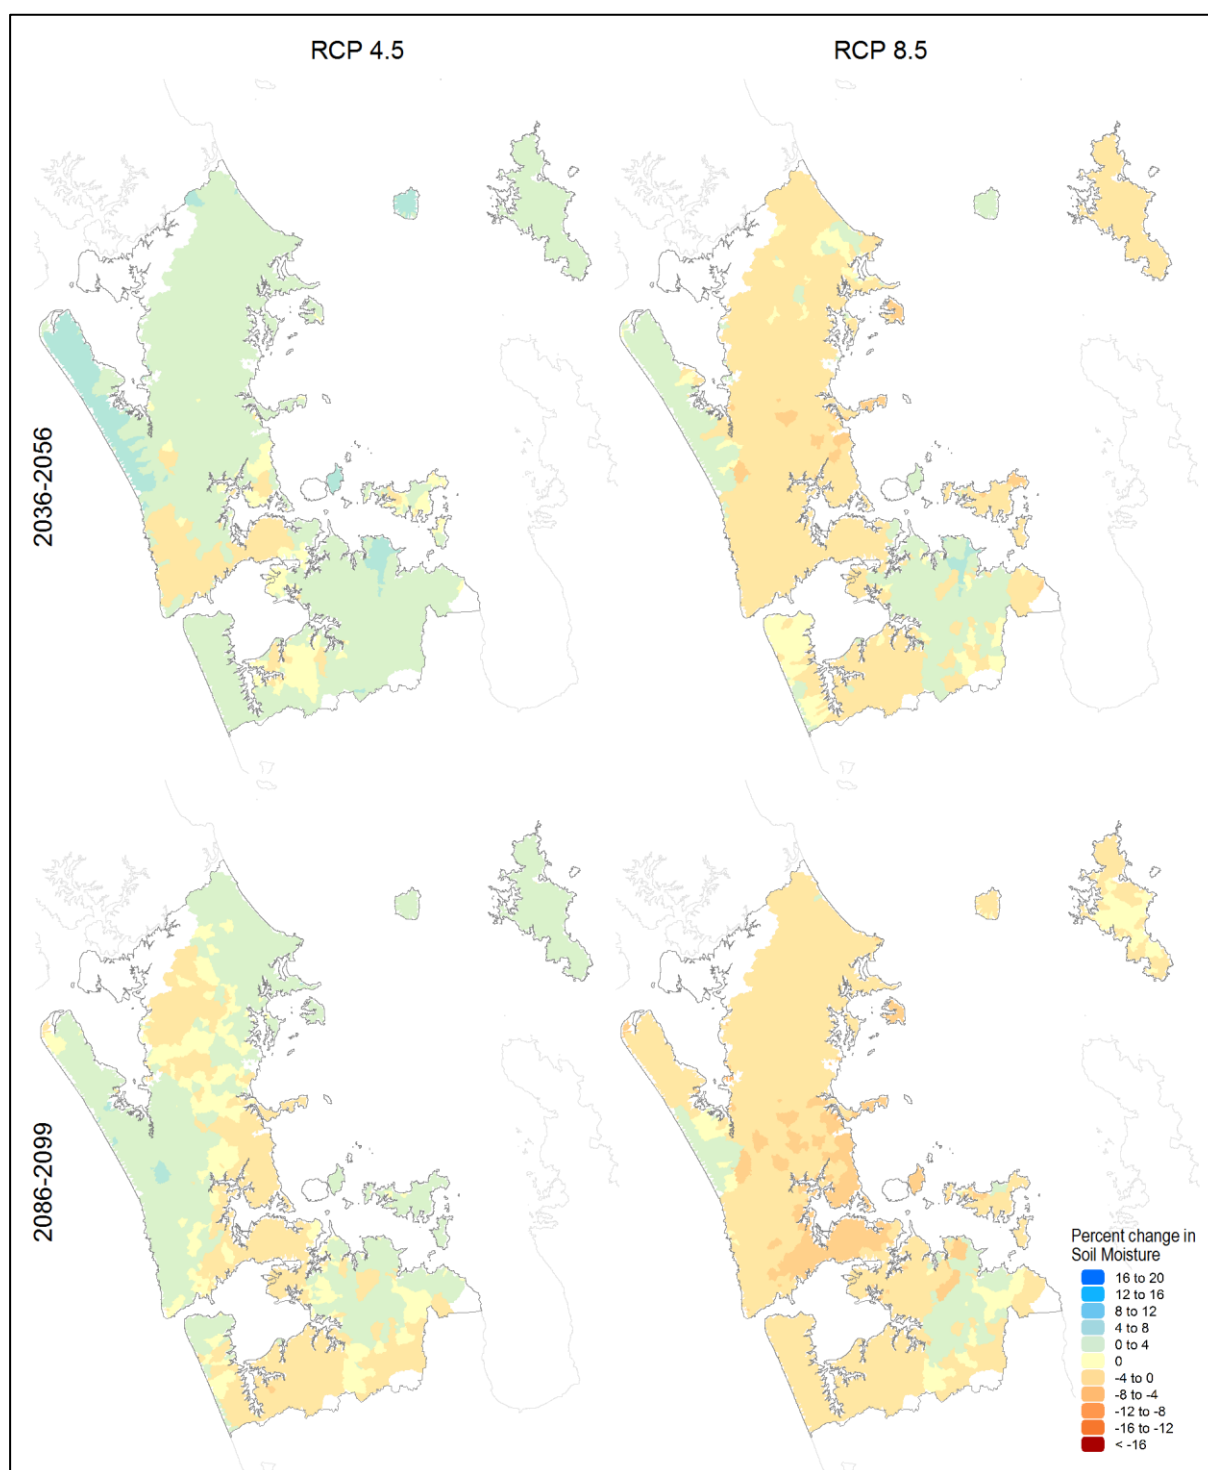 RCP 4.5
RCP 8.5
2036-2056
2086-2099
Percent change in
Soil Moisture
16 to 20
12 to 16
8 to 12
4 to 8
0 to 4
0
-4 to 0
-8 to -4
-12 to -8
-16 to -12
< -16